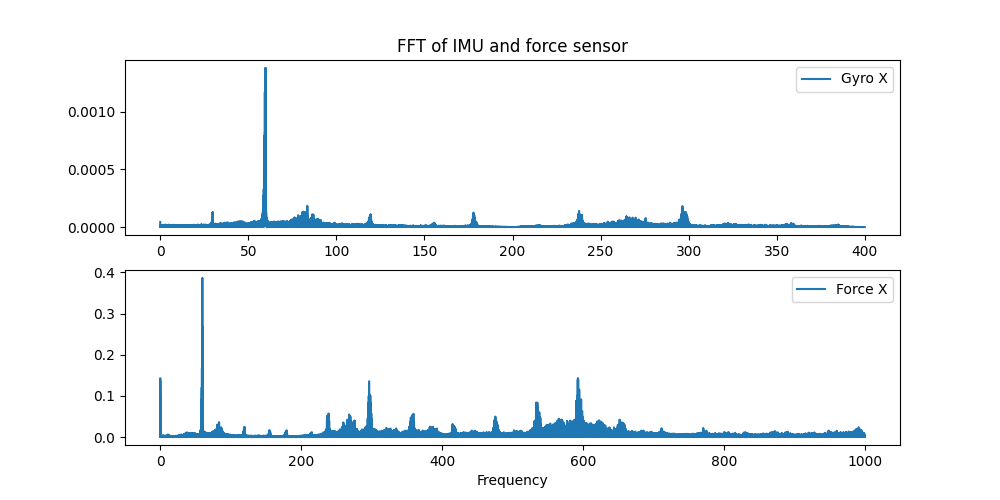 FFT of IMU and force sensor
Gyro X
0.0010
0.0005
0.0000
0 50 100 150 200 250 300 350 400
Force X
0.4
0.3
0.2
0.1
0.0
0 200 400 600 800 1000
Frequency